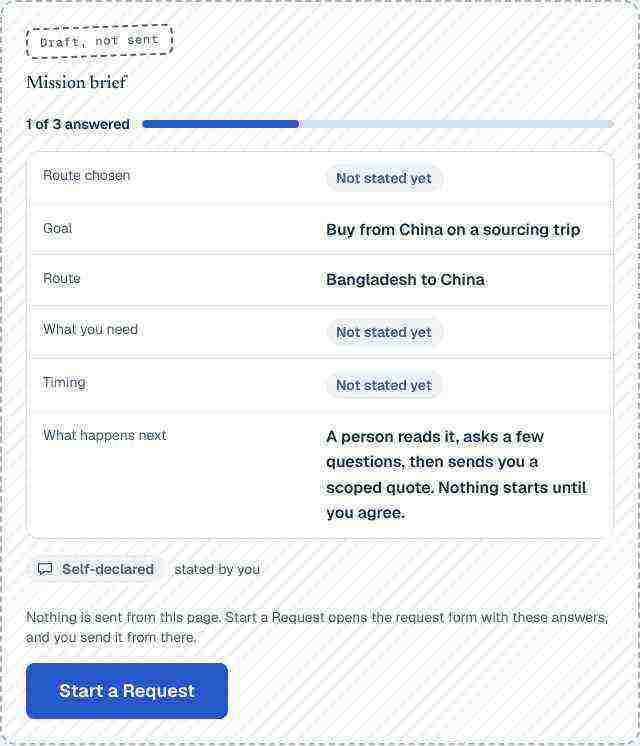 Draft, not sent
Mission brief
1 of 3 answered
Route chosen
Not stated yet
Goal
Buy from China on a sourcing trip
Route
Bangladesh to China
What you need
Not stated yet
Timing
Not stated yet
What happens next
A person reads it, asks a few
questions, then sends you a
scoped quote. Nothing starts until
you agree.
Self-declared stated by you
Nothing is sent from this page. Start a Request opens the request form with these answers,
and you send it from there.
Start a Request